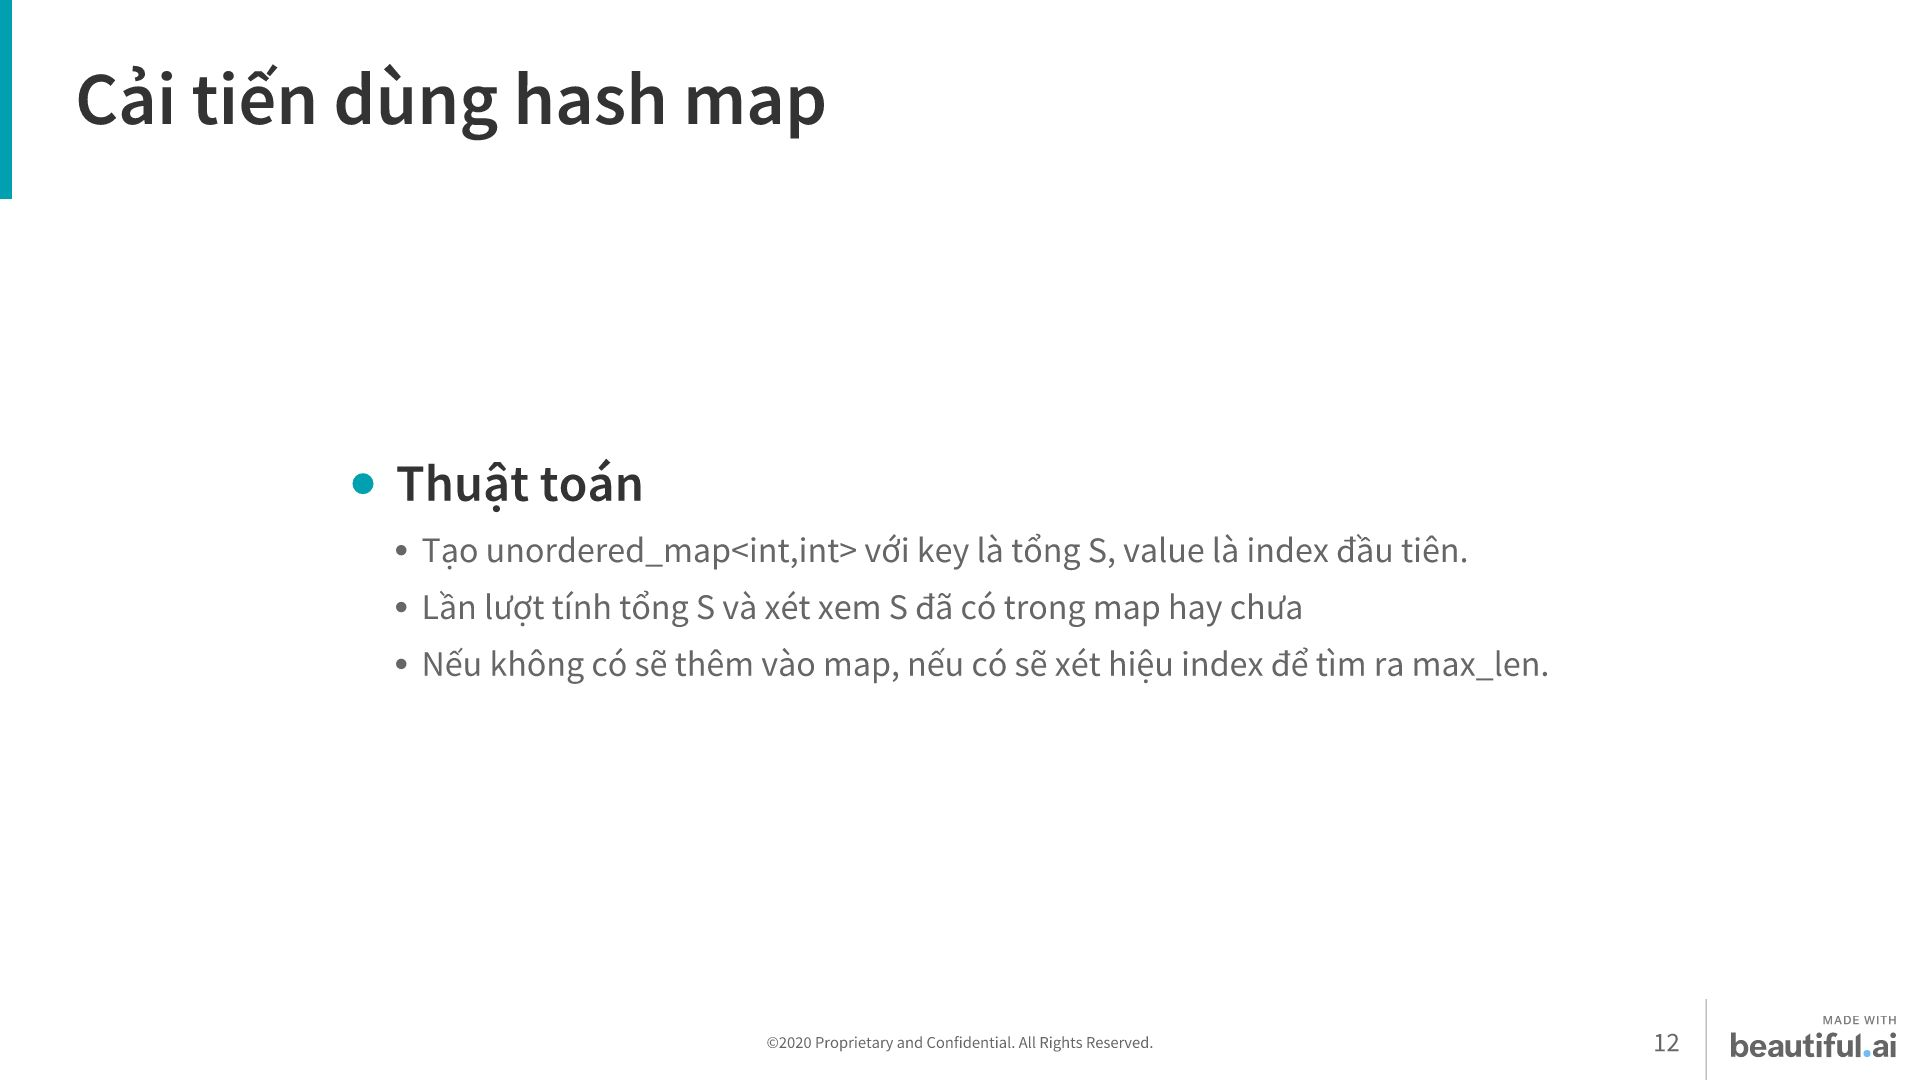 Cải tiến dùng hash map
Thuật toán
Tạo unordered_map<int,int> với key là tổng S, value là index đầu tiên.
Lần lượt tính tổng S và xét xem S đã có trong map hay chưa
Nếu không có sẽ thêm vào map, nếu có sẽ xét hiệu index để tìm ra max_len.
©2020 Proprietary and Confidential. All Rights Reserved.
12
MADE WITH
beautiful.ai